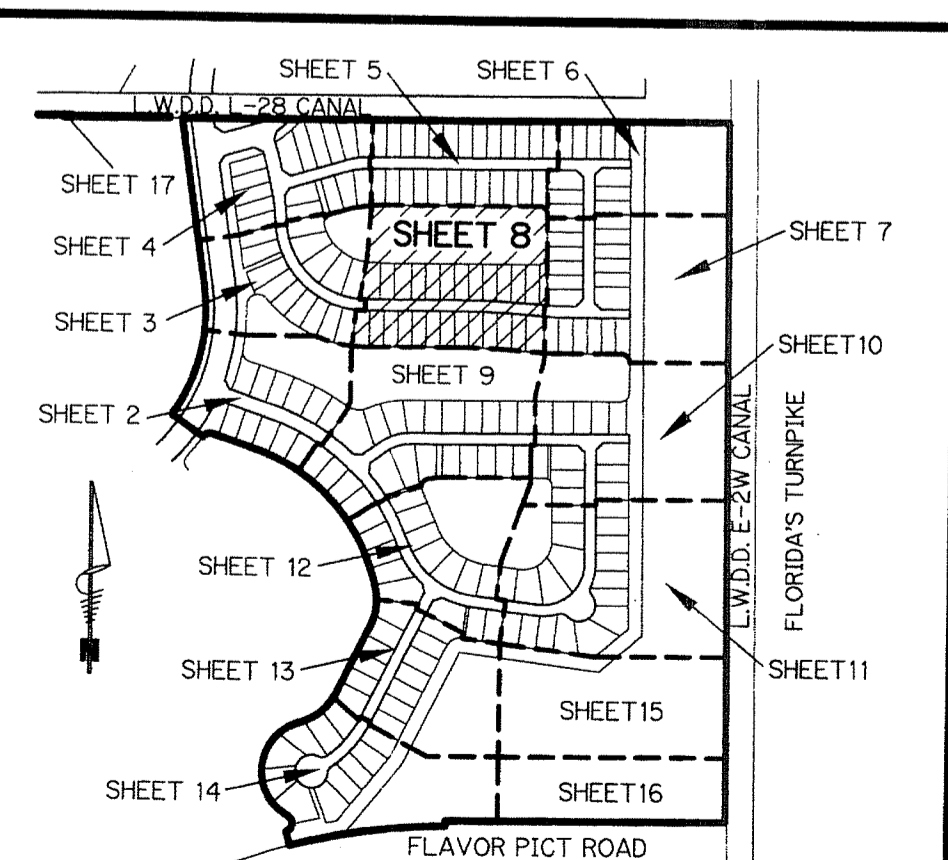 SHEET 5
SHEET 6
L.W.D.D. L-28 CANAL
SHEET 17
SHEET 8
SHEET 4
SHEET 7
SHEET 3
SHEET10
SHEET 9
SHEET 2
L.W.D.D. E-2W CANAL
FLORIDA'S TURNPIKE
SHEET 12
N
SHEET 13
SHEET11
SHEET15
SHEET 14
SHEET16
FLAVOR PICT ROAD